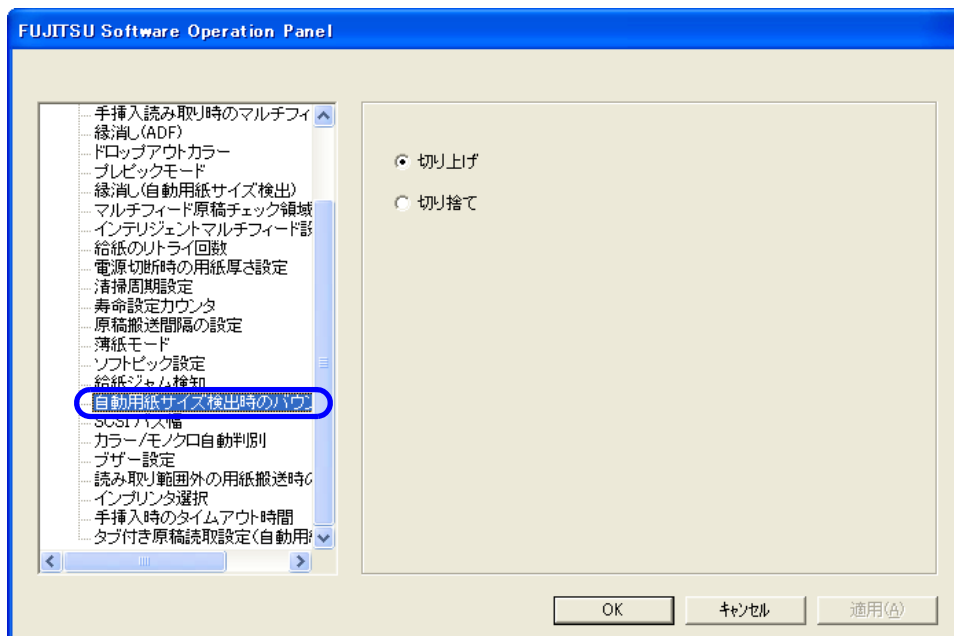 FUJITSU Software Operation Panel
手挿入読み取り時のマルチフィ
縁消し(ADF)
ドロップアウトカラー
プレピックモード
縁消し(自動用紙サイズ検出)
マルチフィード原稿チェック領域
インテリジェントマルチフィード設
給紙のリトライ回数
電源切断時の用紙厚さ設定
清掃周期設定
寿命設定カウンタ
原稿搬送間隔の設定
薄紙モード
ソフトピック設定
給紙ジャム検知
自動用紙サイズ検出時のバウン
SCSI バス幅
カラー/モノクロ自動判別
ブザー設定
読み取り範囲外の用紙搬送時の
インプリンタ選択
手挿入時のタイムアウト時間
タブ付き原稿読取設定(自動用
切り上げ
切り捨て
OK
キャンセル
適用(A)